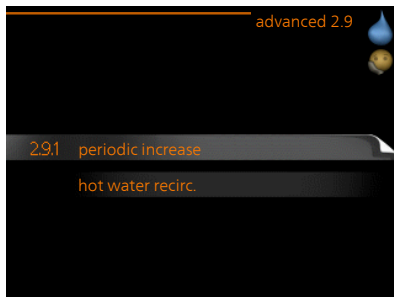 advanced 2.9
2.9.1 periodic increase
hot water recirc.